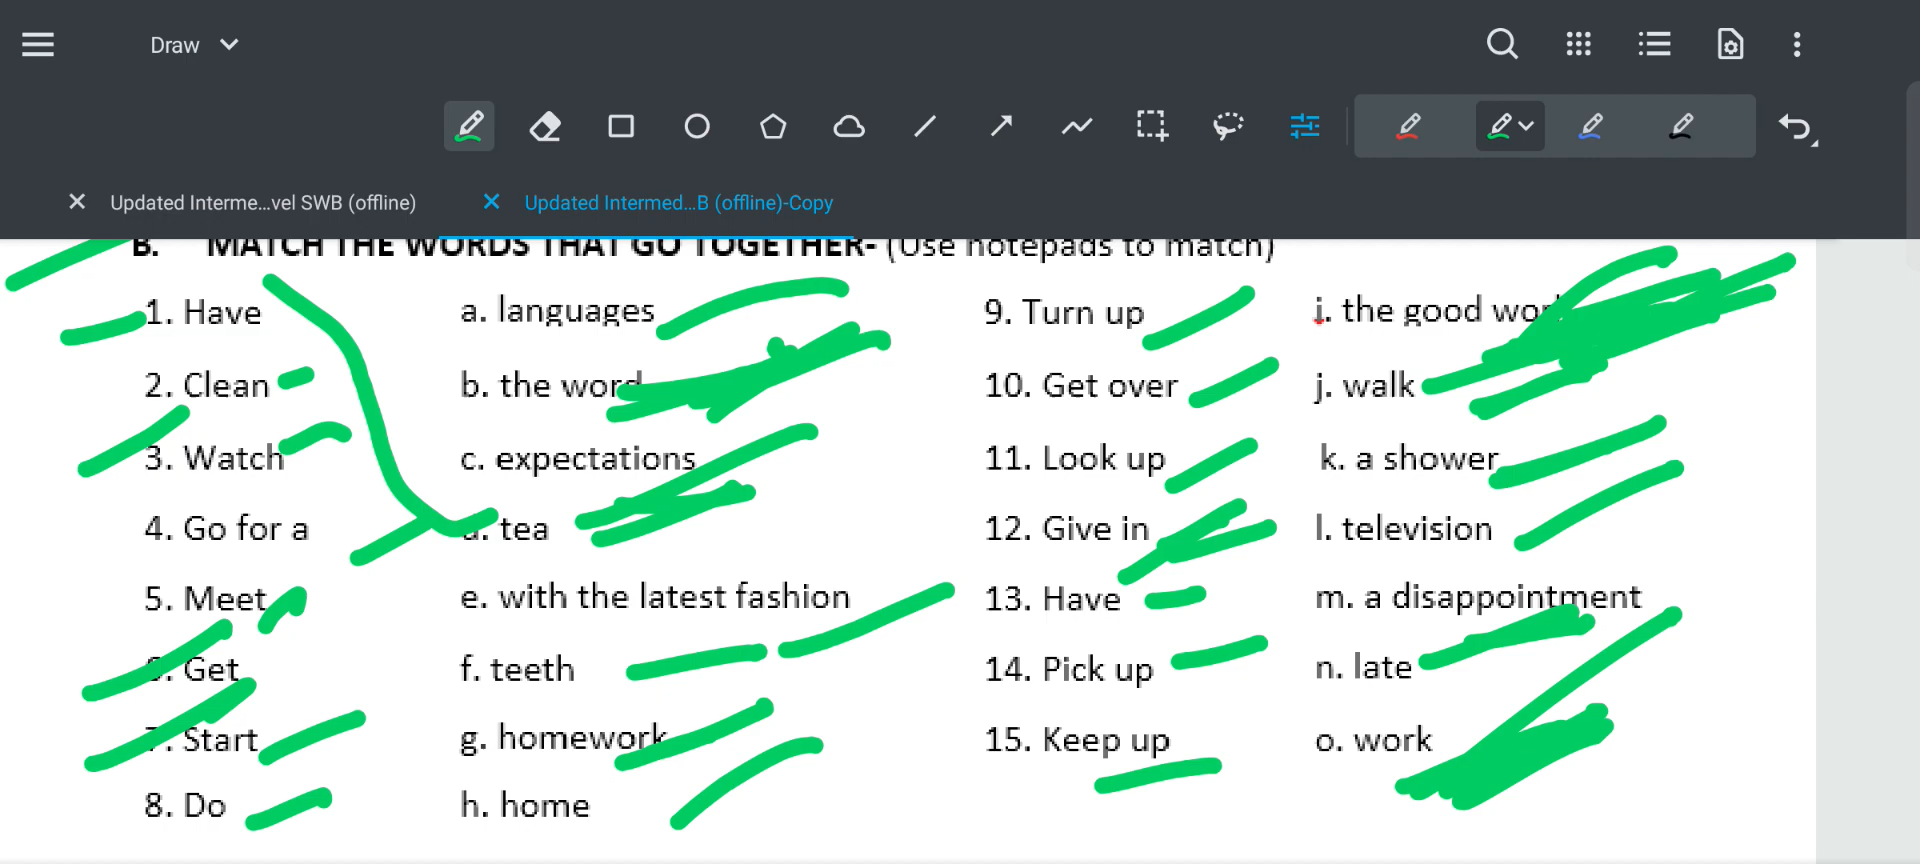 Draw
Updated Interme...vel SWB (offline)
Updated Intermed...B (offline)-Copy
B. MATCH THE WORDS THAT GO TOGETHER- (Use notepads to match)
1. Have
a. languages
9. Turn up
i. the good
2. Clean
b. the word
10. Get over
j. walk
3. Watch
c. expectations
11. Look up
k. a shower
4. Go for a
tea
12. Give in
l. television
5. Meet
e. with the latest fashion
13. Have
m. a disappointment
Get
f. teeth
14. Pick up
n. late
Start
g. homework
15. Keep up
o. work
8. Do
h. home